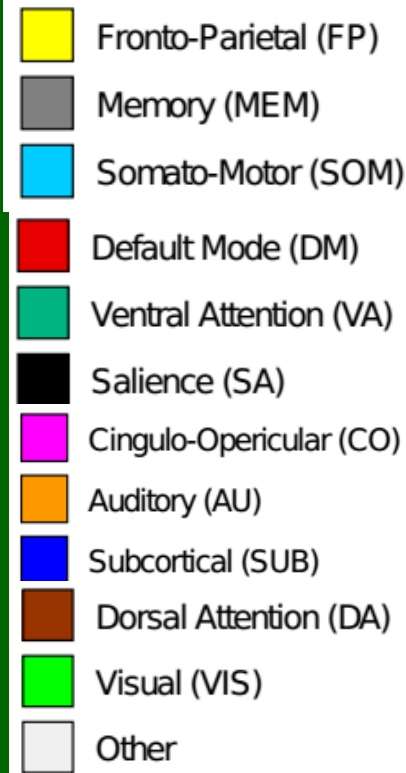 Fronto-Parietal (FP)
Memory (MEM)
Somato-Motor (SOM)
Default Mode (DM)
Ventral Attention (VA)
Salience (SA)
Cingulo-Opericular (CO)
Auditory (AU)
Subcortical (SUB)
Dorsal Attention (DA)
Visual (VIS)
Other